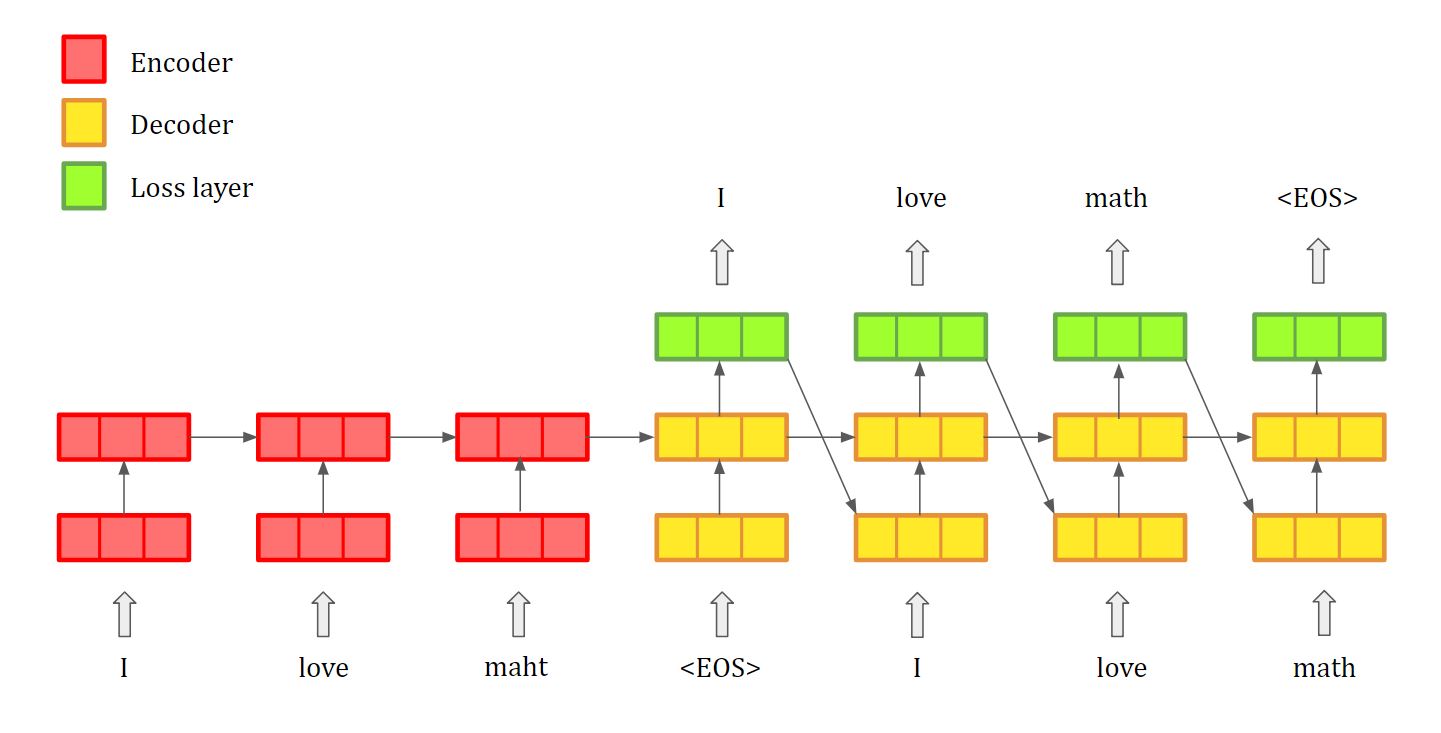 Encoder
Decoder
Loss layer
I love math <EOS>
I love maht <EOS> I love math